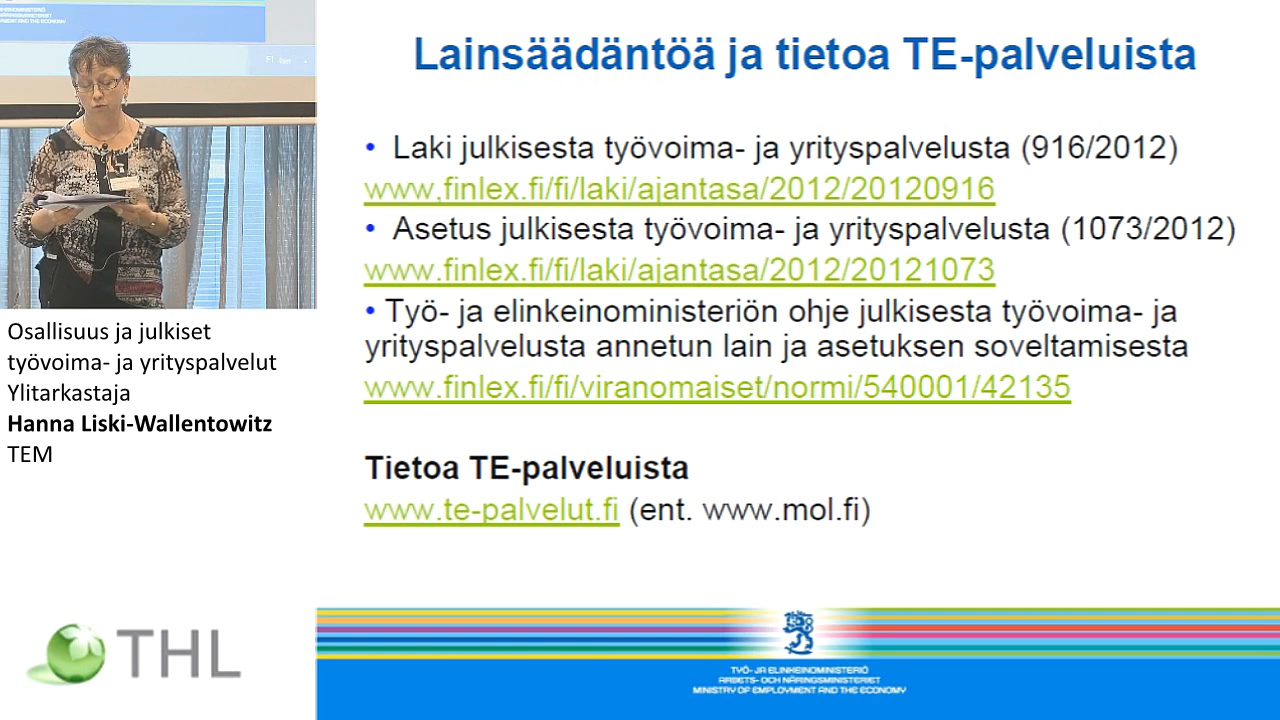 Lainsäädäntöä ja tietoa TE-palveluista
• Laki julkisesta työvoima- ja yrityspalvelusta (916/2012)
www.finlex.fi/fi/laki/ajantasa/2012/20120916
• Asetus julkisesta työvoima- ja yrityspalvelusta (1073/2012)
www.finlex.fi/fi/laki/ajantasa/2012/20121073
• Työ- ja elinkeinoministeriön ohje julkisesta työvoima- ja
yrityspalvelusta annetun lain ja asetuksen soveltamisesta
www.finlex.fi/fi/viranomaiset/normi/540001/42135
Tietoa TE-palveluista
www.te-palvelut.fi (ent. www.mol.fi)
Osallisuus ja julkiset
työvoima- ja yrityspalvelut
Ylitarkastaja
Hanna Liski-Wallentowitz
TEM
THL
TYÖ- JA ELINKEINOMINISTERIÖ
ARBETS- OCH NÄRINGSMINISTERIET
MINISTRY OF EMPLOYMENT AND THE ECONOMY